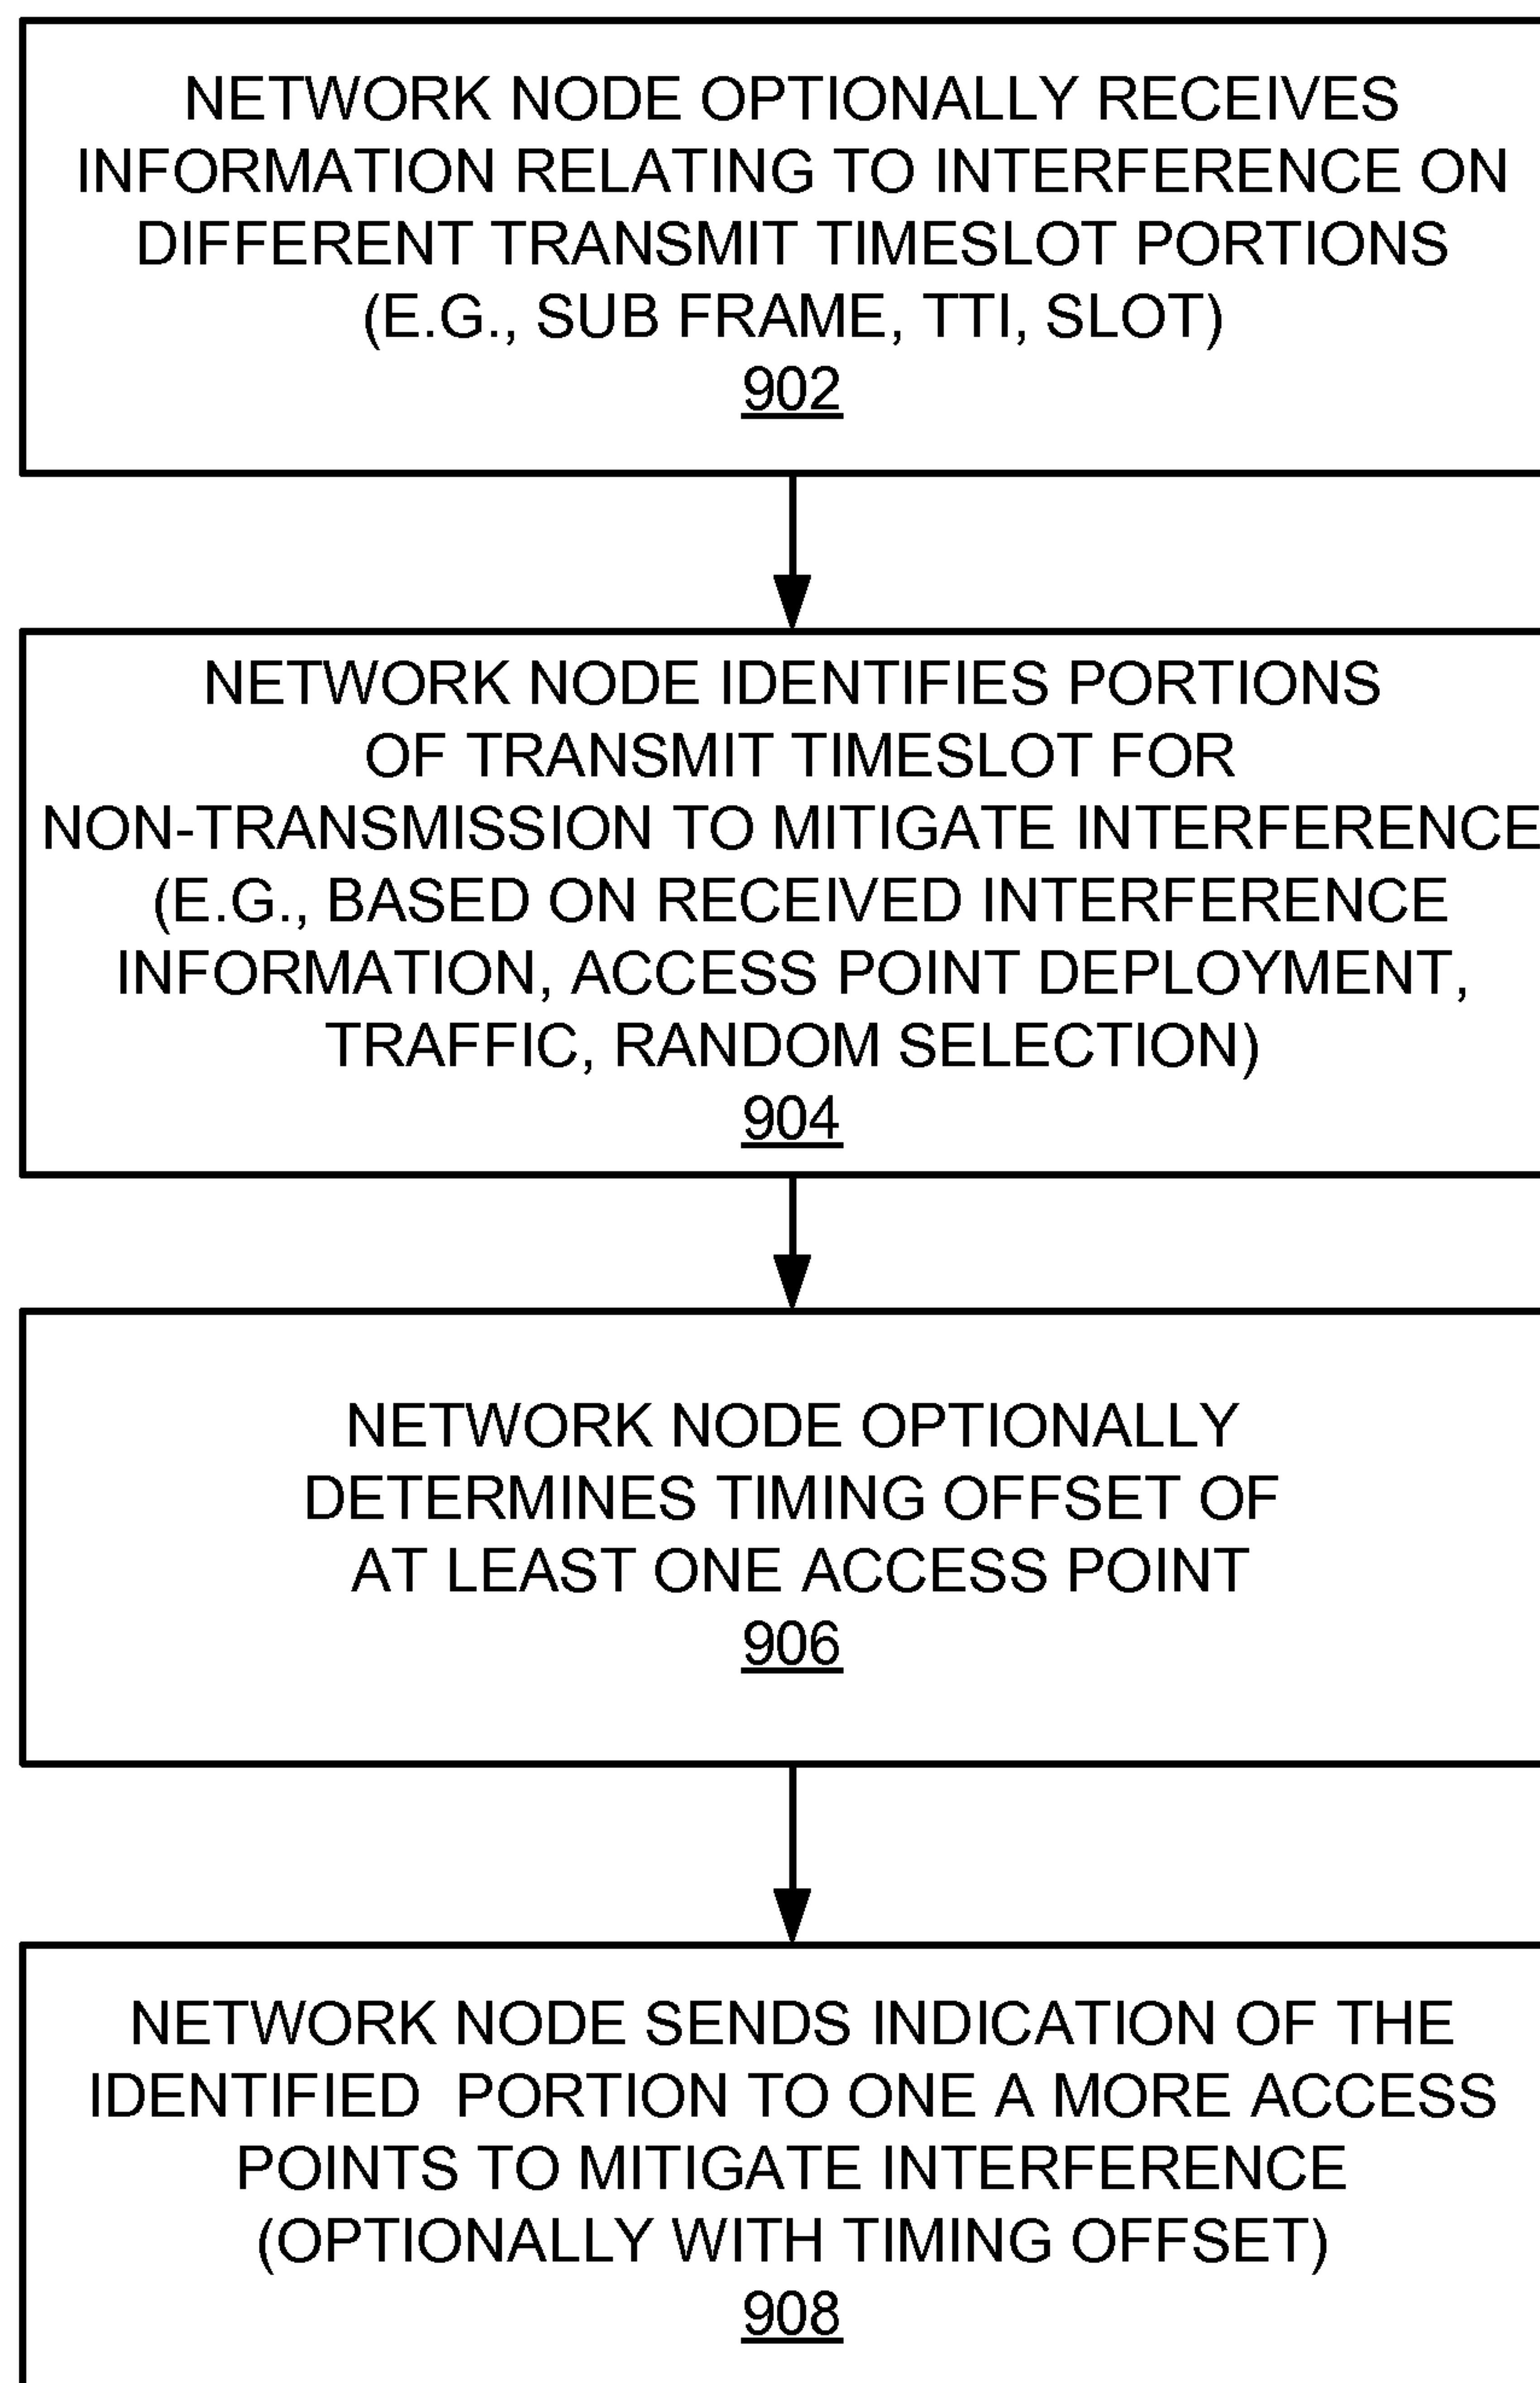 NETWORK NODE OPTIONALLY RECEIVES
INFORMATION RELATING TO INTERFERENCE ON
DIFFERENT TRANSMIT TIMESLOT PORTIONS
(E.G., SUB FRAME, TTI, SLOT)
902
NETWORK NODE IDENTIFIES PORTIONS
OF TRANSMIT TIMESLOT FOR
NON-TRANSMISSION TO MITIGATE INTERFERENCE
(E.G., BASED ON RECEIVED INTERFERENCE
INFORMATION, ACCESS POINT DEPLOYMENT,
TRAFFIC, RANDOM SELECTION)
904
NETWORK NODE OPTIONALLY
DETERMINES TIMING OFFSET OF
AT LEAST ONE ACCESS POINT
906
NETWORK NODE SENDS INDICATION OF THE
IDENTIFIED PORTION TO ONE A MORE ACCESS
POINTS TO MITIGATE INTERFERENCE
(OPTIONALLY WITH TIMING OFFSET)
908